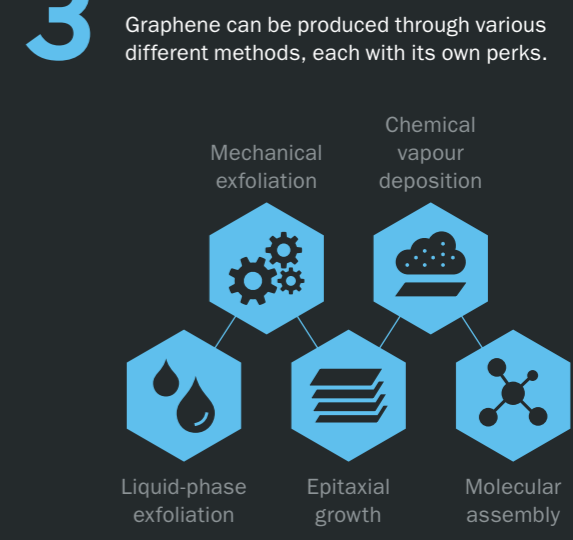 3
Graphene can be produced through various
different methods, each with its own perks.
Mechanical
exfoliation
Chemical
vapour
deposition
Liquid-phase
exfoliation
Epitaxial
growth
Molecular
assembly